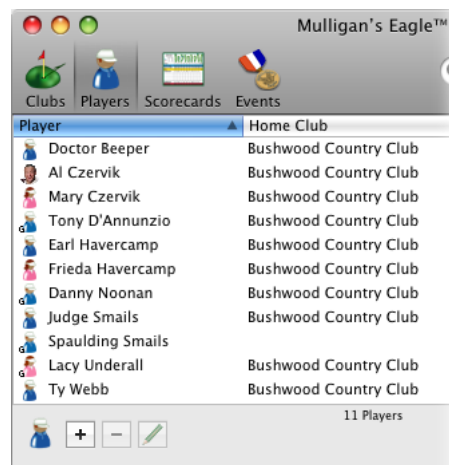 Mulligan's Eagle™
Clubs Players Scorecards Events
Player Home Club
Doctor Beeper Bushwood Country Club
Al Czervik Bushwood Country Club
Mary Czervik Bushwood Country Club
G Tony D'Annunzio Bushwood Country Club
Earl Havercamp Bushwood Country Club
Frieda Havercamp Bushwood Country Club
G Danny Noonan Bushwood Country Club
Judge Smails Bushwood Country Club
G Spaulding Smails
G Lacy Underall Bushwood Country Club
Ty Webb Bushwood Country Club
11 Players